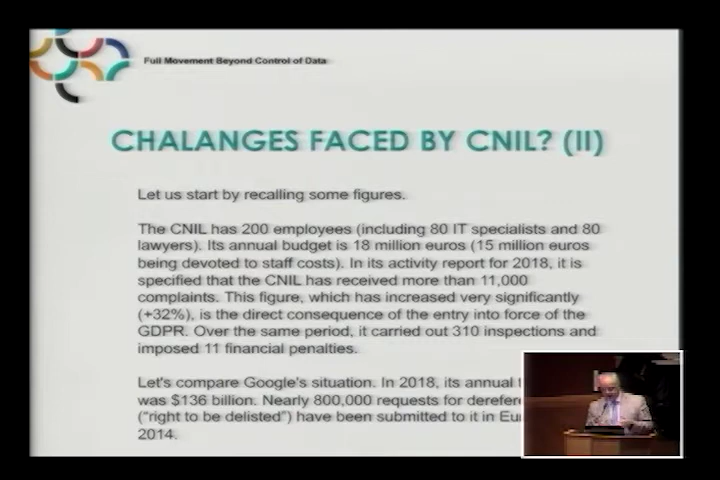 Full Movement Beyond Control of Data
CHALANGES FACED BY CNIL? (II)
Let us start by recalling some figures.
The CNIL has 200 employees (including 80 IT specialists and 80
lawyers). Its annual budget is 18 million euros (15 million euros
being devoted to staff costs). In its activity report for 2018, it is
specified that the CNIL has received more than 11,000
complaints. This figure, which has increased very significantly
(+32%), is the direct consequence of the entry into force of the
GDPR. Over the same period, it carried out 310 inspections and
imposed 11 financial penalties.
Let's compare Google's situation. In 2018, its annual
was $136 billion. Nearly 800,000 requests for
("right to be delisted") have been submitted to it in
2014.